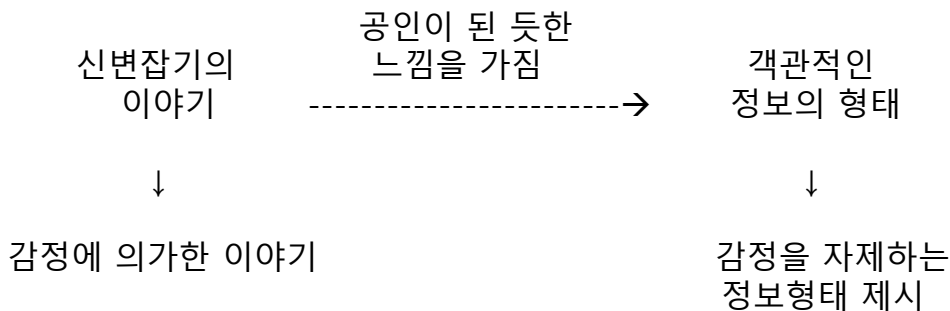 신변잡기의
이야기
공인이 된 듯한
느낌을 가짐
------------------------→
객관적인
정보의 형태
↓
↓
감정에 의가한 이야기
감정을 자제하는
정보형태 제시